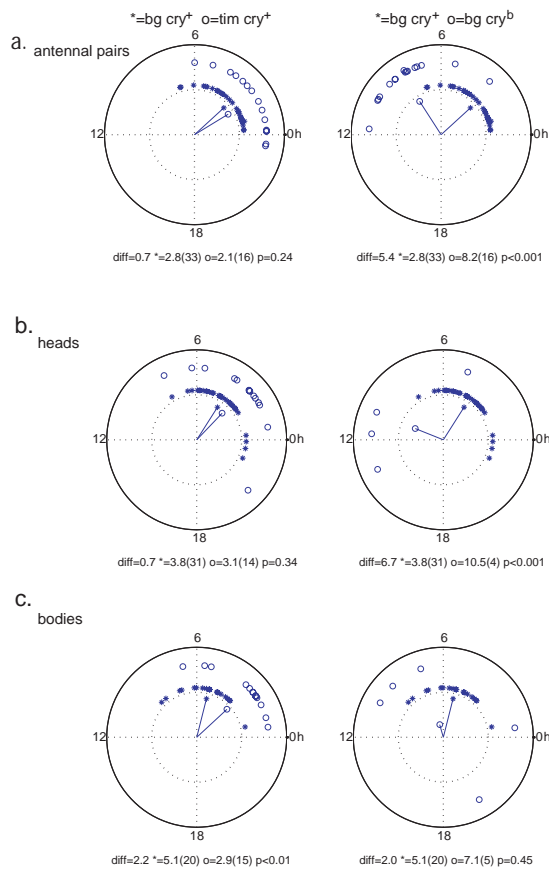 *=bg cry+ o=tim cry+ *=bg cry+ o=bg cryb
a. antennal pairs
6 6
12 0h 12 0h
18 18
diff=0.7 *=2.8(33) o=2.1(16) p=0.24 diff=5.4 *=2.8(33) o=8.2(16) p<0.001
b. heads
6 6
12 0h 12 0h
18 18
diff=0.7 *=3.8(31) o=3.1(14) p=0.34 diff=6.7 *=3.8(31) o=10.5(4) p<0.001
c. bodies
6 6
12 0h 12 0h
18 18
diff=2.2 *=5.1(20) o=2.9(15) p<0.01 diff=2.0 *=5.1(20) o=7.1(5) p=0.45